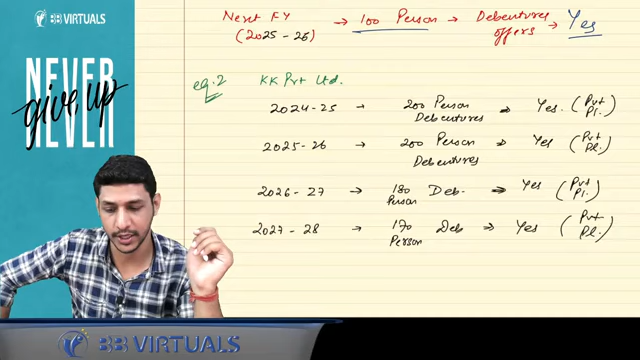 BB VIRTUALS
NEVER
give up
NEVER
Next FY → 100 Person → Debentures offers → Yes
(2025-26)
eg.2 KK Pvt Ltd.
2024-25 → 200 Person Debentures → Yes. (Pvt Pl.)
2025-26 → 200 Person Debentures → Yes (Pvt Pl.)
2026-27 → 180 Person Deb. → Yes (Pvt Pl.)
2027-28 → 170 Person Deb → Yes (Pvt Pl.)
BB VIRTUALS